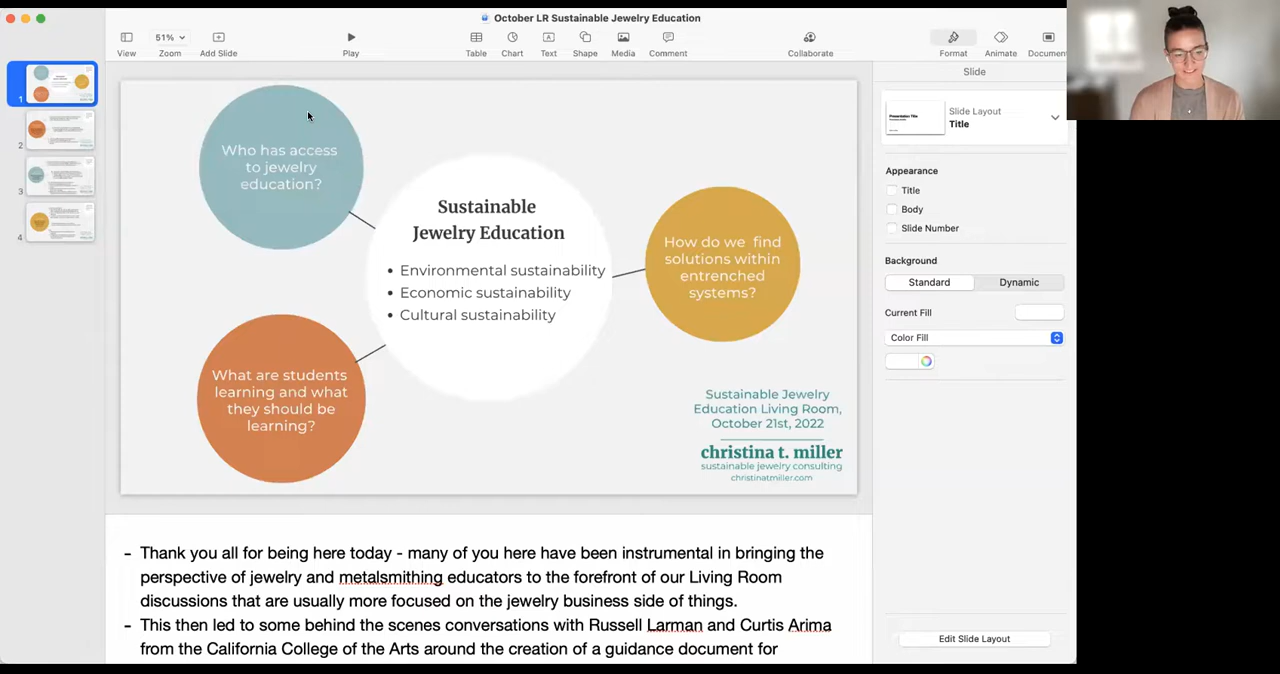 October LR Sustainable Jewelry Education
View
51%
Zoom
Add Slide
Play
Table
Chart
Text
Shape
Media
Comment
Collaborate
Format
Animate
Documen
1
2
3
4
Who has access
to jewelry
education?
Sustainable
Jewelry Education
• Environmental sustainability
• Economic sustainability
• Cultural sustainability
How do we find
solutions within
entrenched
systems?
What are students
learning and what
they should be
learning?
Sustainable Jewelry
Education Living Room,
October 21st, 2022
christina t. miller
sustainable jewelry consulting
christinatmiller.com
- Thank you all for being here today - many of you here have been instrumental in bringing the
perspective of jewelry and metalsmithing educators to the forefront of our Living Room
discussions that are usually more focused on the jewelry business side of things.
- This then led to some behind the scenes conversations with Russell Larman and Curtis Arima
from the California College of the Arts around the creation of a guidance document for
Slide
Presentation Title
Slide Layout
Title
Appearance
Title
Body
Slide Number
Background
Standard
Dynamic
Current Fill
Color Fill
Edit Slide Layout